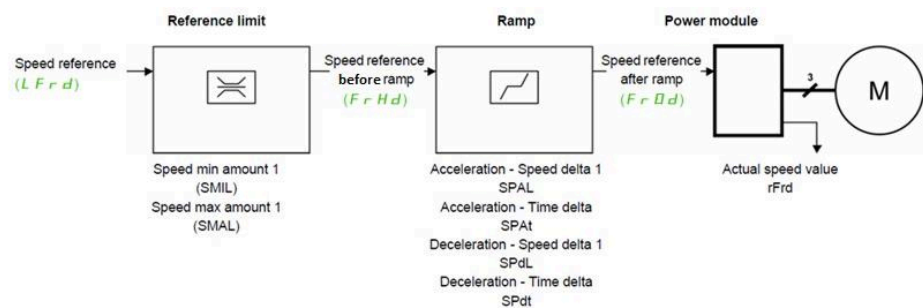 Reference limit
Ramp
Power module
Speed reference
(LFrd)
Speed reference
before ramp
(FrHd)
Speed reference
after ramp
(FrOd)
3
M
Speed min amount 1
(SMIL)
Speed max amount 1
(SMAL)
Acceleration - Speed delta 1
SPAL
Acceleration - Time delta
SPAt
Deceleration - Speed delta 1
SPdL
Deceleration - Time delta
SPdt
Actual speed value
rFrd